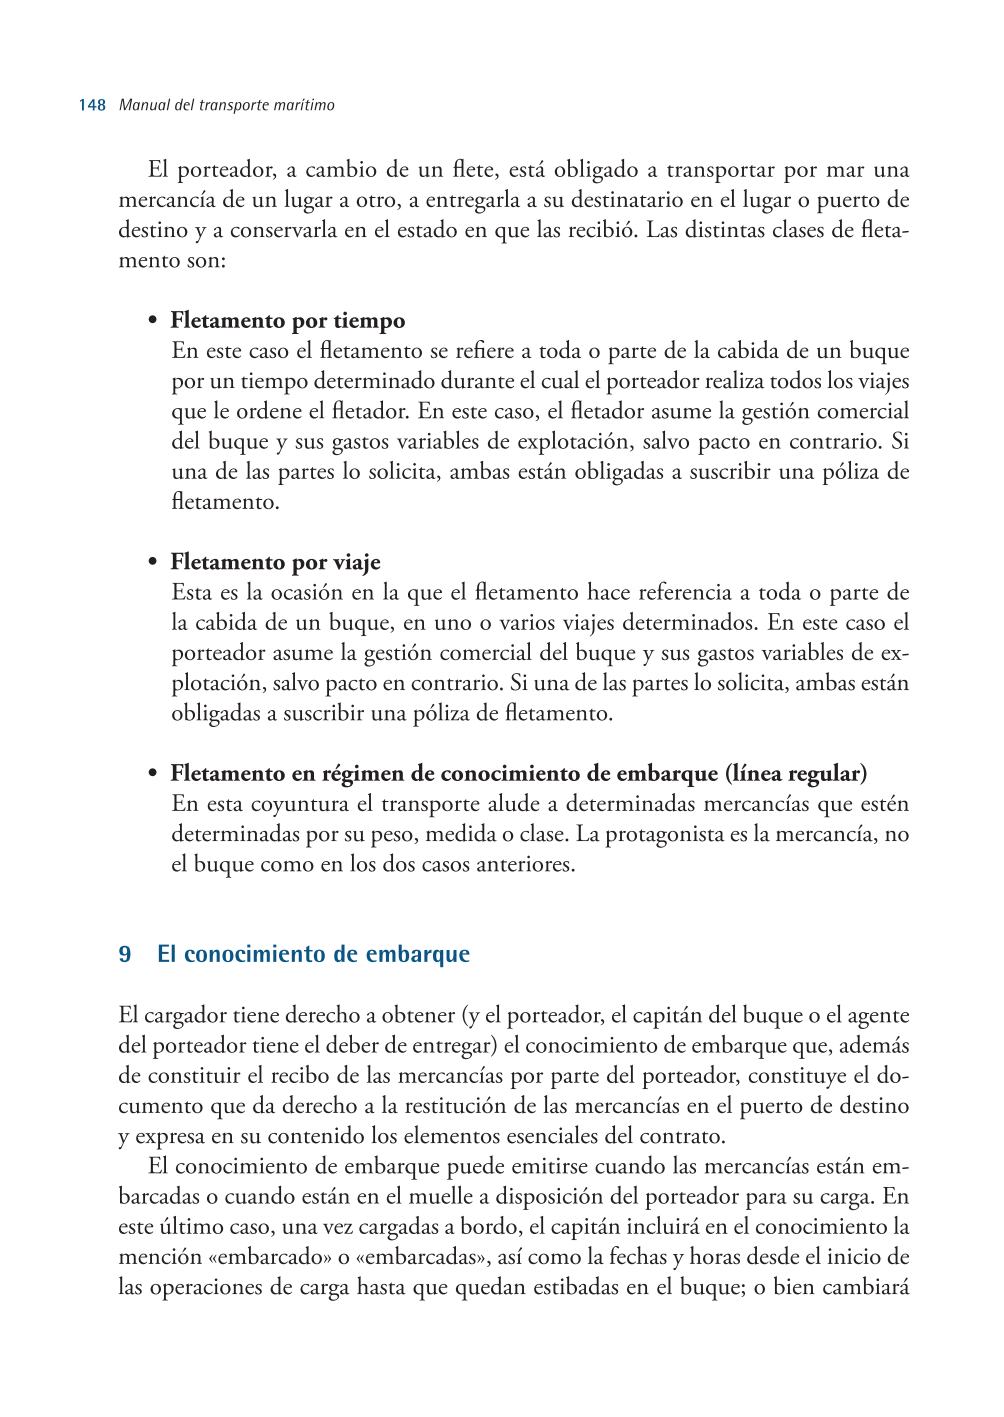 148 Manual del transporte marítimo
El porteador, a cambio de un flete, está obligado a transportar por mar una
mercancía de un lugar a otro, a entregarla a su destinatario en el lugar o puerto de
destino y a conservarla en el estado en que las recibió. Las distintas clases de fleta-
mento son:
• Fletamento por tiempo
En este caso el fletamento se refiere a toda o parte de la cabida de un buque
por un tiempo determinado durante el cual el porteador realiza todos los viajes
que le ordene el fletador. En este caso, el fletador asume la gestión comercial
del buque y sus gastos variables de explotación, salvo pacto en contrario. Si
una de las partes lo solicita, ambas están obligadas a suscribir una póliza de
fletamento.
• Fletamento por viaje
Esta es la ocasión en la que el fletamento hace referencia a toda o parte de
la cabida de un buque, en uno o varios viajes determinados. En este caso el
porteador asume la gestión comercial del buque y sus gastos variables de ex-
plotación, salvo pacto en contrario. Si una de las partes lo solicita, ambas están
obligadas a suscribir una póliza de fletamento.
• Fletamento en régimen de conocimiento de embarque (línea regular)
En esta coyuntura el transporte alude a determinadas mercancías que estén
determinadas por su peso, medida o clase. La protagonista es la mercancía, no
el buque como en los dos casos anteriores.
9 El conocimiento de embarque
El cargador tiene derecho a obtener (y el porteador, el capitán del buque o el agente
del porteador tiene el deber de entregar) el conocimiento de embarque que, además
de constituir el recibo de las mercancías por parte del porteador, constituye el do-
cumento que da derecho a la restitución de las mercancías en el puerto de destino
y expresa en su contenido los elementos esenciales del contrato.
El conocimiento de embarque puede emitirse cuando las mercancías están em-
barcadas o cuando están en el muelle a disposición del porteador para su carga. En
este último caso, una vez cargadas a bordo, el capitán incluirá en el conocimiento la
mención «embarcado» o «embarcadas», así como la fechas y horas desde el inicio de
las operaciones de carga hasta que quedan estibadas en el buque; o bien cambiará